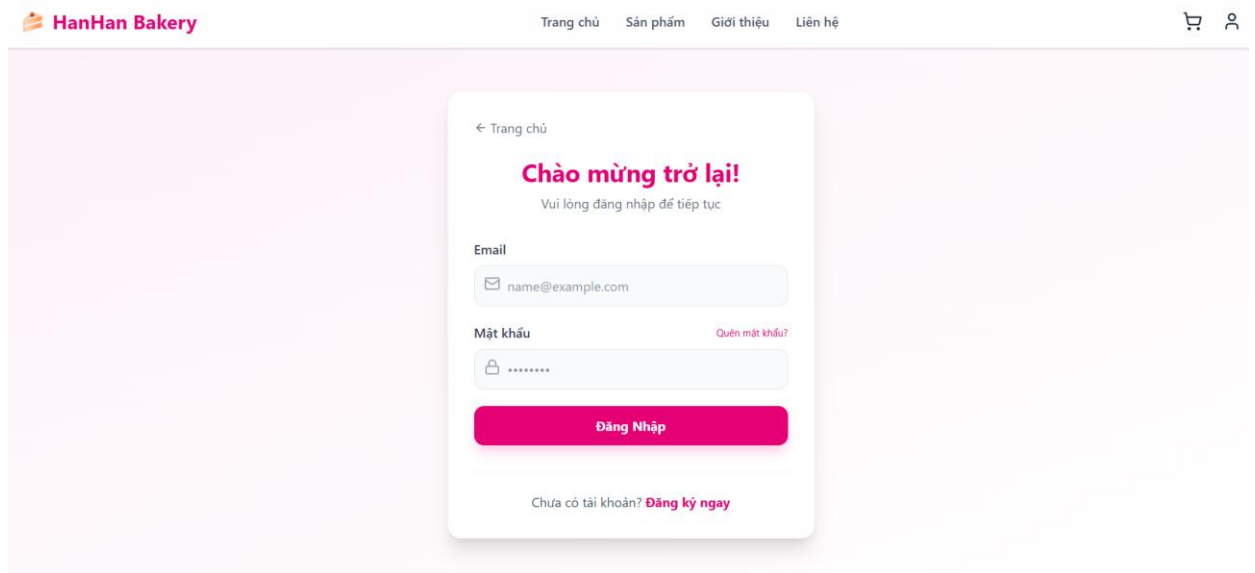 HanHan Bakery
Trang chủ Sản phẩm Giới thiệu Liên hệ
← Trang chủ
Chào mừng trở lại!
Vui lòng đăng nhập để tiếp tục
Email
name@example.com
Mật khẩu Quên mật khẩu?
••••••••
Đăng Nhập
Chưa có tài khoản? Đăng ký ngay